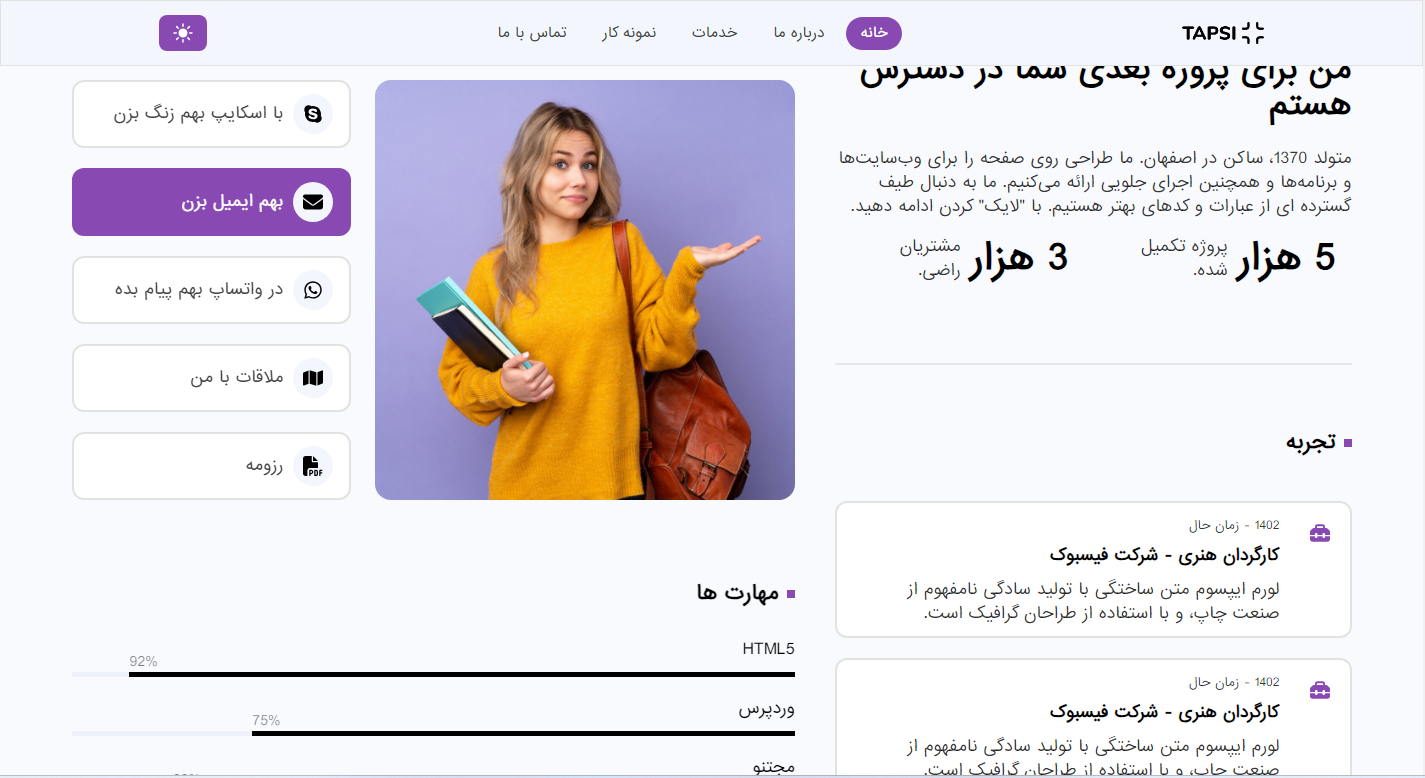 TAPSI
خانه
درباره ما
خدمات
نمونه کار
تماس با ما
من برای پروژه بعدی شما در دسترس
هستم
متولد 1370، ساکن در اصفهان. ما طراحی روی صفحه را برای وب‌سایت‌ها
و برنامه‌ها و همچنین اجرای جلویی ارائه می‌کنیم. ما به دنبال طیف
گسترده ای از عبارات و کدهای بهتر هستیم. با "لایک" کردن ادامه دهید.
5 هزار
پروژه تکمیل
شده.
3 هزار
مشتریان
راضی.
تجربه
1402 - زمان حال
کارگردان هنری - شرکت فیسبوک
لورم ایپسوم متن ساختگی با تولید سادگی نامفهوم از
صنعت چاپ، و با استفاده از طراحان گرافیک است.
1402 - زمان حال
کارگردان هنری - شرکت فیسبوک
لورم ایپسوم متن ساختگی با تولید سادگی نامفهوم از
صنعت چاپ، و با استفاده از طراحان گرافیک است.
با اسکایپ بهم زنگ بزن
بهم ایمیل بزن
در واتساپ بهم پیام بده
ملاقات با من
PDF
رزومه
مهارت ها
HTML5
92%
وردپرس
75%
مجتنو